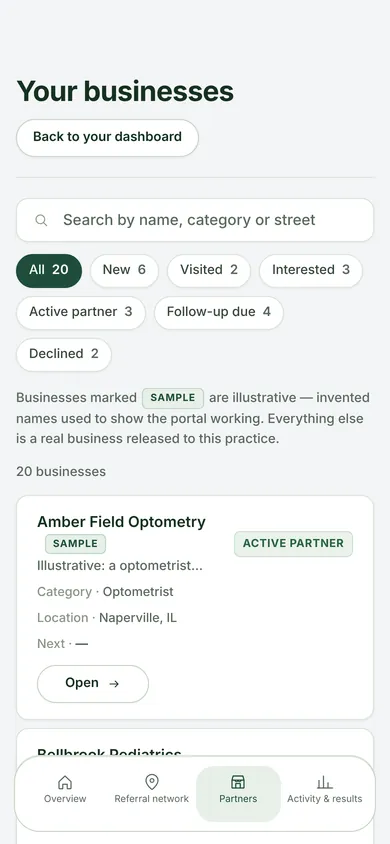 Your businesses
Back to your dashboard
Search by name, category or street
All 20
New 6
Visited 2
Interested 3
Active partner 3
Follow-up due 4
Declined 2
Businesses marked SAMPLE are illustrative — invented
names used to show the portal working. Everything else
is a real business released to this practice.
20 businesses
Amber Field Optometry
SAMPLE
ACTIVE PARTNER
Illustrative: a optometrist...
Category · Optometrist
Location · Naperville, IL
Next · —
Open →
Bellbrook Pediatrics
Overview
Referral network
Partners
Activity & results